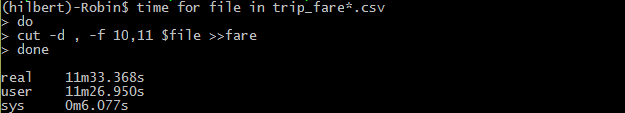 (hilbert)-Robin$ time for file in trip_fare*.csv
> do
> cut -d , -f 10,11 $file >>fare
> done
real 11m33.368s
user 11m26.950s
sys 0m6.077s